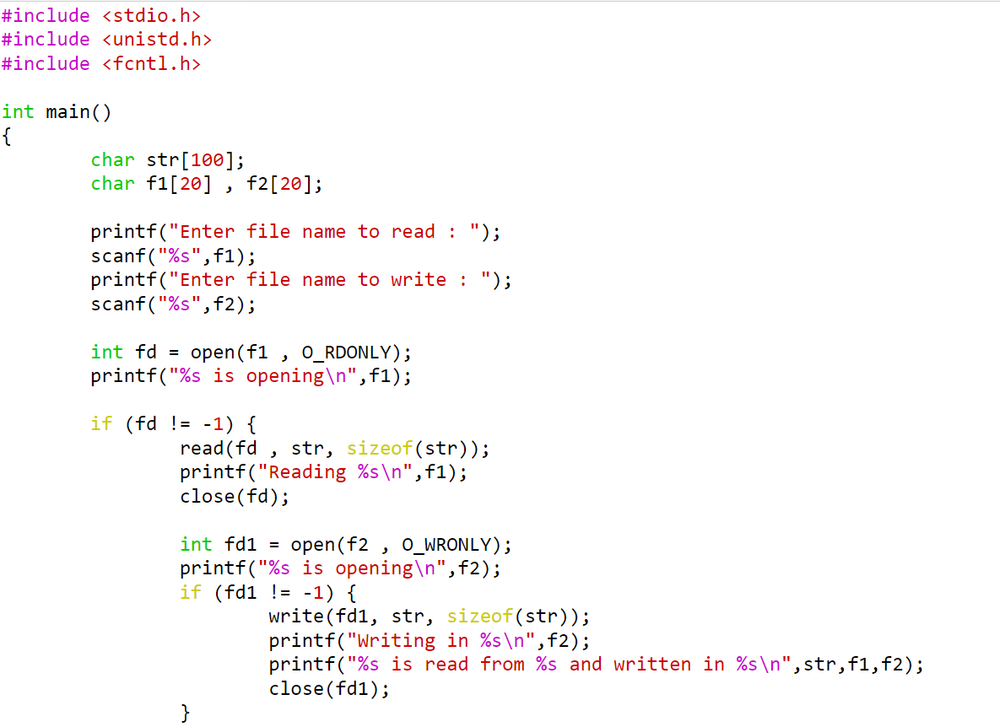 #include <stdio.h>
#include <unistd.h>
#include <fcntl.h>

int main()
{
        char str[100];
        char f1[20] , f2[20];

        printf("Enter file name to read : ");
        scanf("%s",f1);
        printf("Enter file name to write : ");
        scanf("%s",f2);

        int fd = open(f1 , O_RDONLY);
        printf("%s is opening\n",f1);

        if (fd != -1) {
                read(fd , str, sizeof(str));
                printf("Reading %s\n",f1);
                close(fd);

                int fd1 = open(f2 , O_WRONLY);
                printf("%s is opening\n",f2);
                if (fd1 != -1) {
                        write(fd1, str, sizeof(str));
                        printf("Writing in %s\n",f2);
                        printf("%s is read from %s and written in %s\n",str,f1,f2);
                        close(fd1);
                }